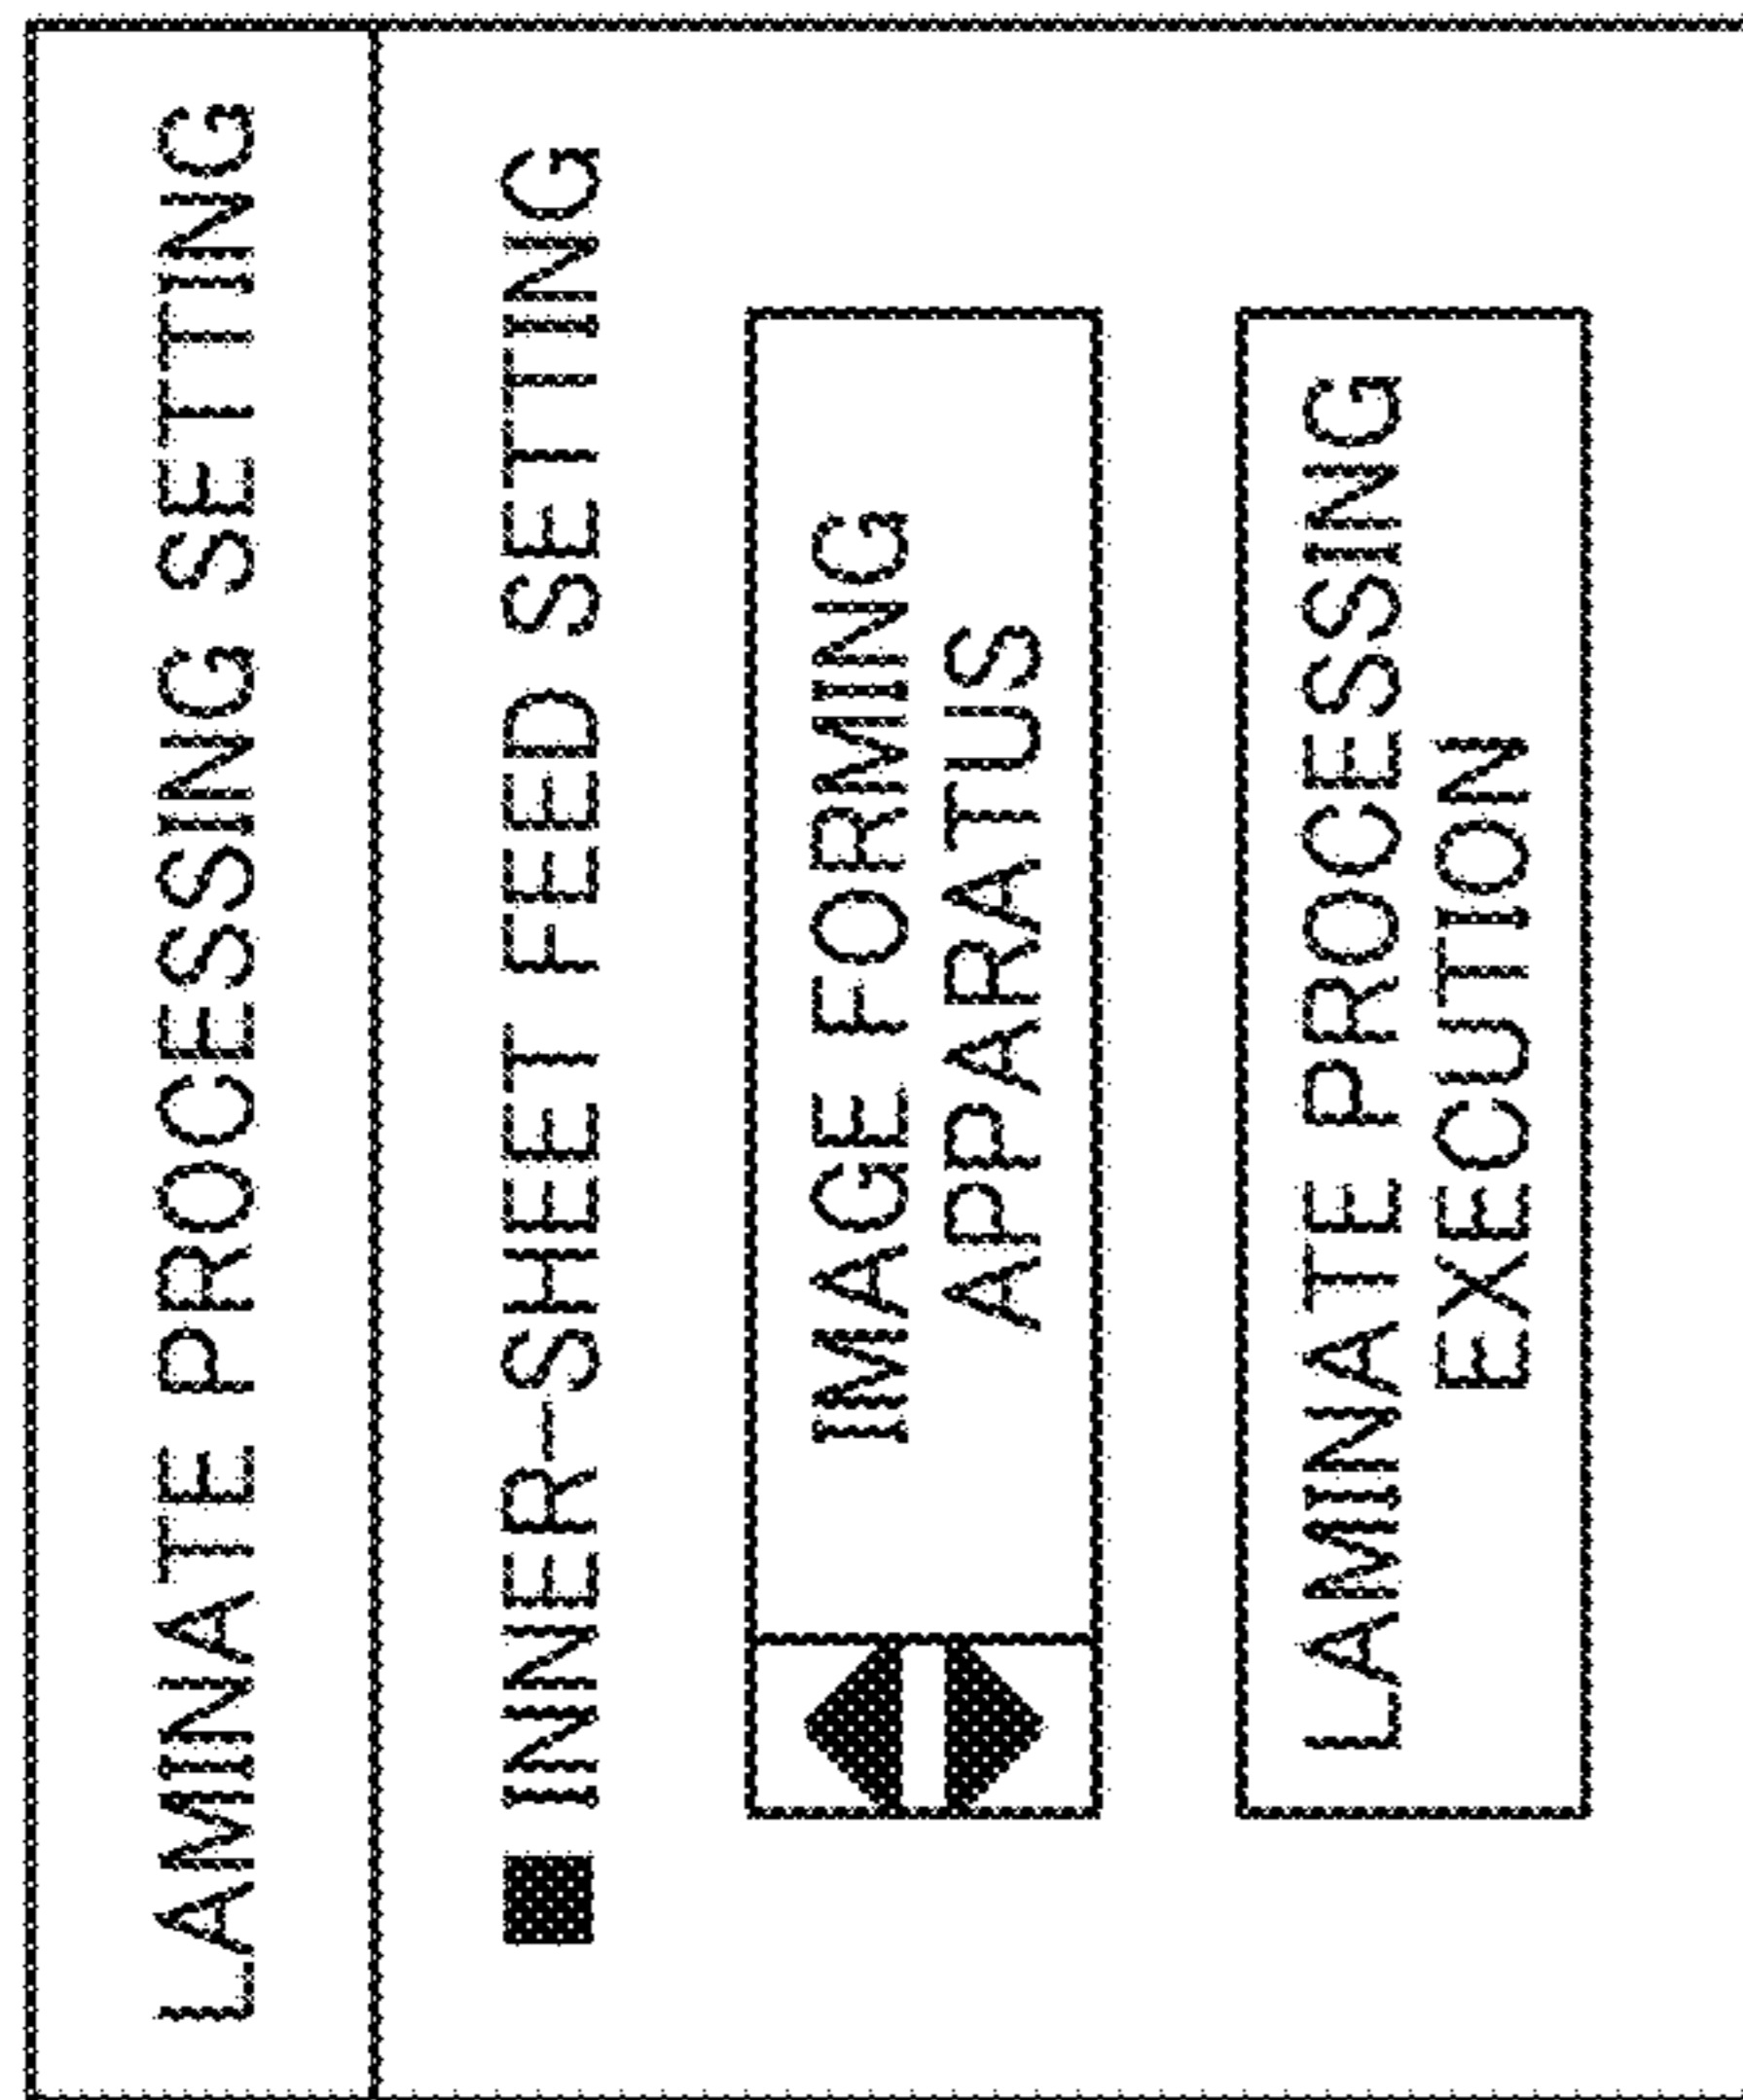 LAMINATE PROCESSING SETTING
■ INNER-SHEET FEED SETTING
IMAGE FORMING
APPARATUS
LAMINATE PROCESSING
EXECUTION